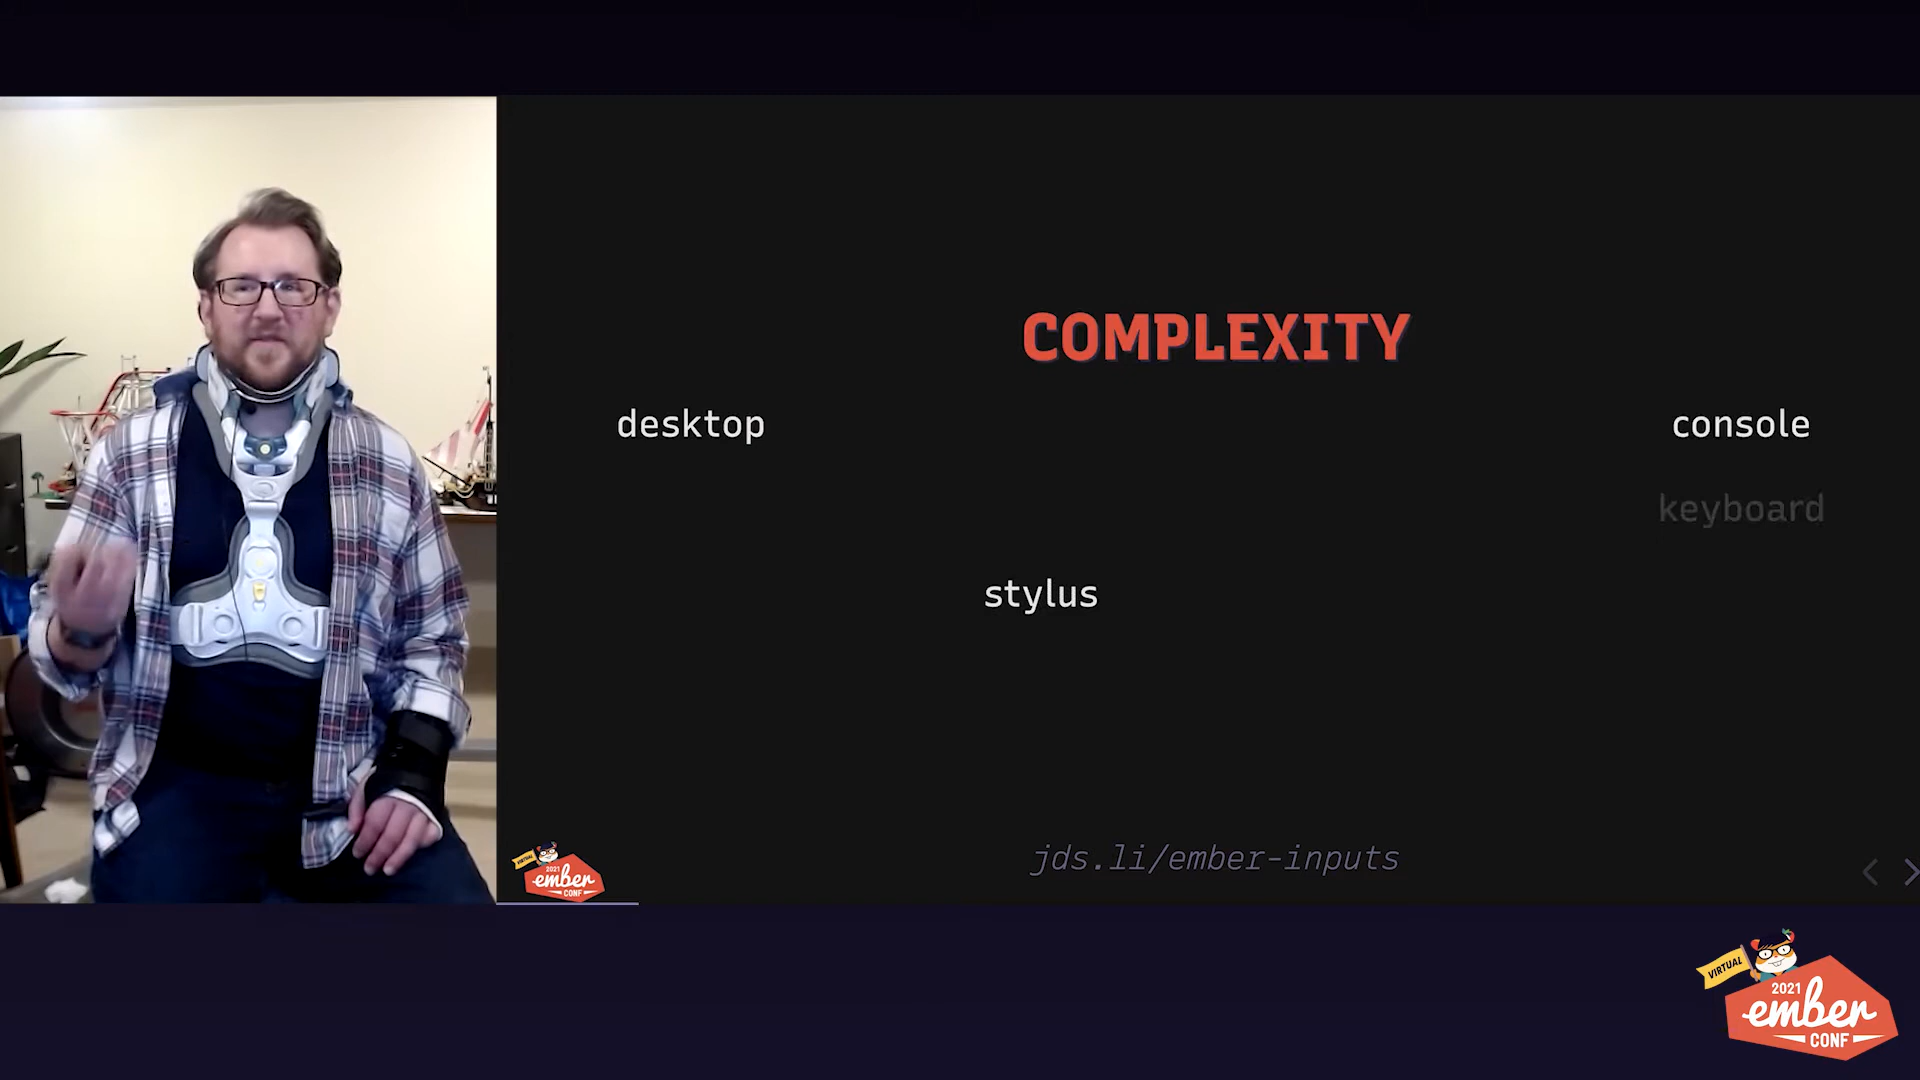 COMPLEXITY
desktop
console
keyboard
stylus
jds.li/ember-inputs
VIRTUAL
2021
ember
CONF
VIRTUAL
2021
ember
CONF